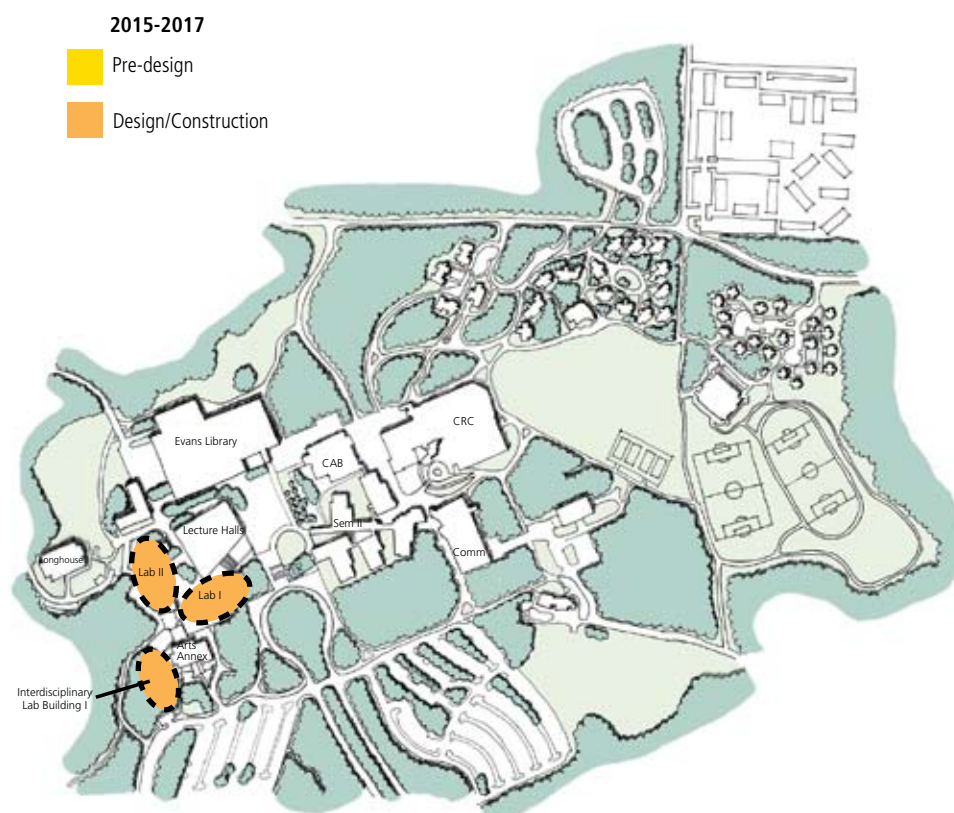 2015-2017
Pre-design
Design/Construction
CRC
Evans Library
CAB
Lecture Halls
Sem II
Comm
Longhouse
Lab II
Lab I
Arts
Annex
Interdisciplinary
Lab Building I